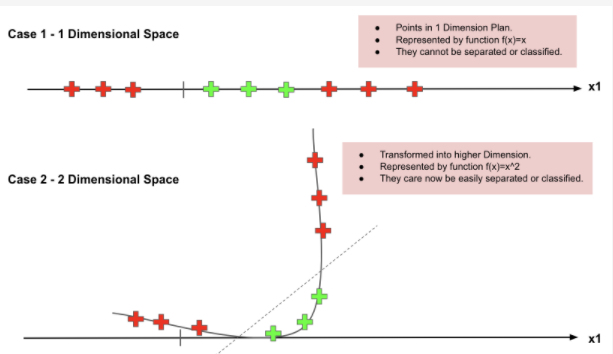 Case 1 - 1 Dimensional Space
● Points in 1 Dimension Plan.
● Represented by function f(x)=x
● They cannot be separated or classified.
x1
Case 2 - 2 Dimensional Space
● Transformed into higher Dimension.
● Represented by function f(x)=x^2
● They care now be easily separated or classified.
x1